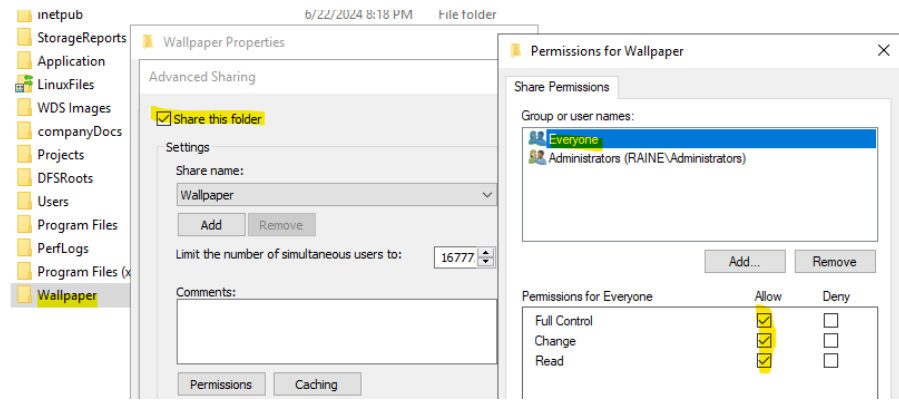 inetpub 6/22/2024 8:18 PM File folder
StorageReports
Application
LinuxFiles
WDS Images
companyDocs
Projects
DFSRoots
Users
Program Files
PerfLogs
Program Files (x
Wallpaper
Wallpaper Properties
Advanced Sharing
Share this folder
Settings
Share name:
Wallpaper
Add Remove
Limit the number of simultaneous users to: 16777
Comments:
Permissions Caching
Permissions for Wallpaper
Share Permissions
Group or user names:
Everyone
Administrators (RAINE\Administrators)
Add... Remove
Permissions for Everyone Allow Deny
Full Control
Change
Read